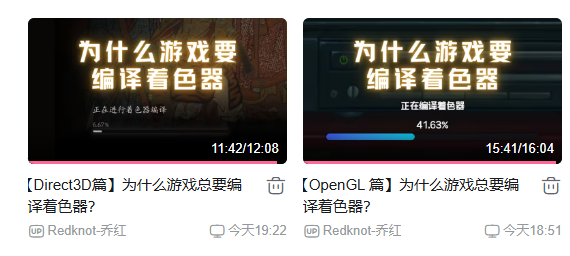 为什么游戏要
编译着色器
正在进行着色器编译
6.67%
11:42/12:08
【Direct3D篇】为什么游戏总要编
译着色器?
UP Redknot-乔红
今天19:22
为什么游戏要
编译着色器
正在编译着色器
41.63%
15:41/16:04
【OpenGL 篇】为什么游戏总要编
译着色器?
UP Redknot-乔红
今天18:51